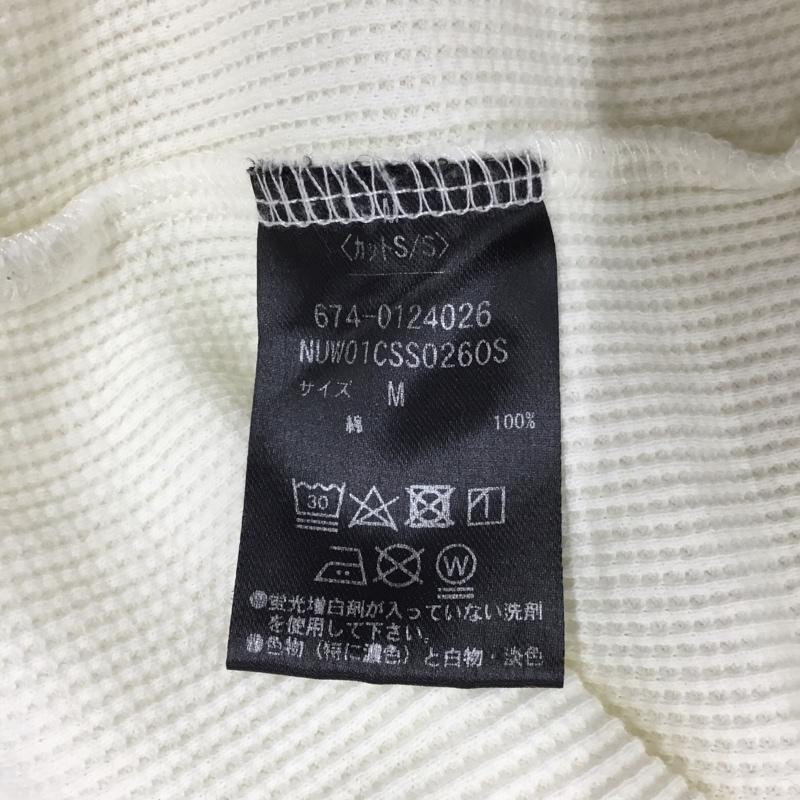 〈カットS/S〉
674-0124026
NUW01CSS0260S
サイズ M
綿 100%
30
W
蛍光増白剤が入っていない洗剤
を使用して下さい。
色物（特に濃色）と白物・淡色